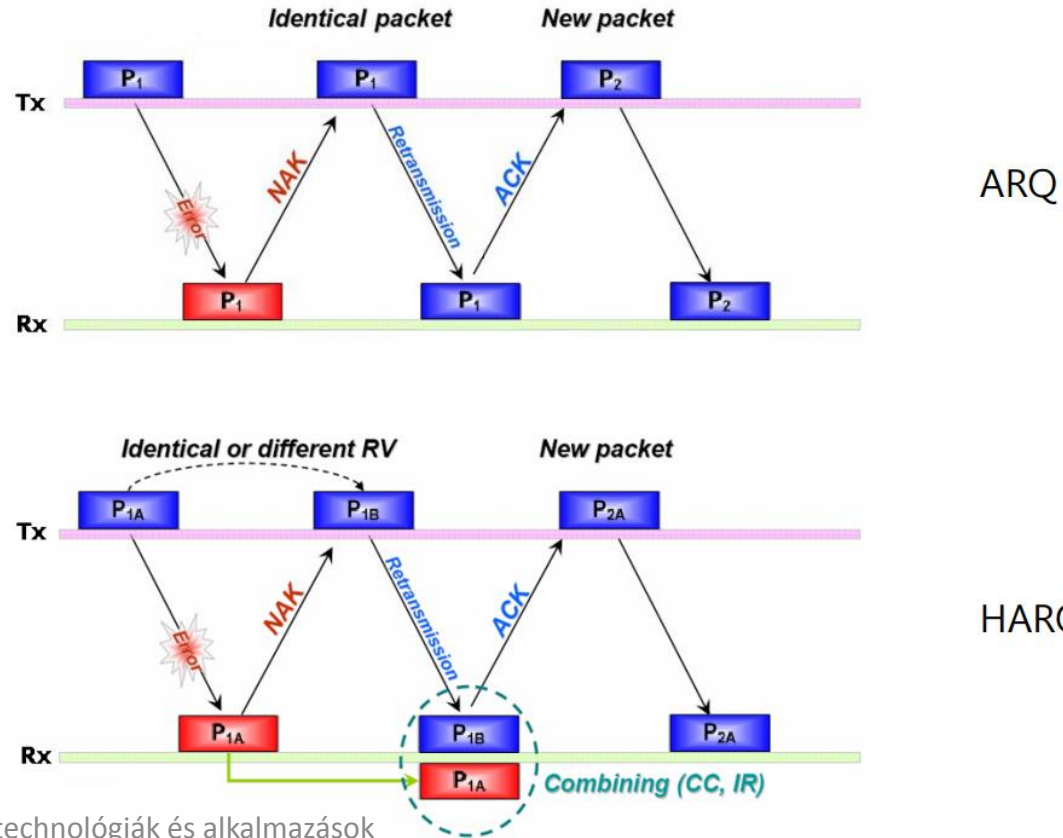 Identical packet New packet
P1 P1 P2
Tx
Error
NAK
Retransmission
ACK
ARQ
P1 P1 P2
Rx
Identical or different RV New packet
P1A P1B P2A
Tx
Error
NAK
Retransmission
ACK
HARQ
P1A P1B P2A
Rx
P1A Combining (CC, IR)
technológiák és alkalmazások